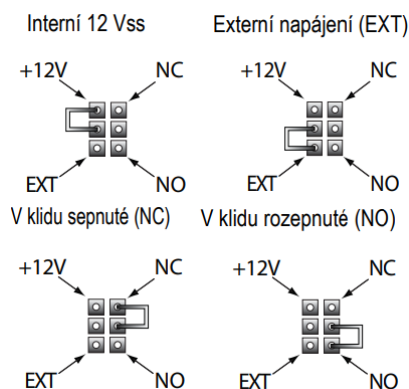 Interní 12 Vss
Externí napájení (EXT)
+12V NC
+12V NC
EXT NO
EXT NO
V klidu sepnuté (NC)
V klidu rozepnuté (NO)
+12V NC
+12V NC
EXT NO
EXT NO